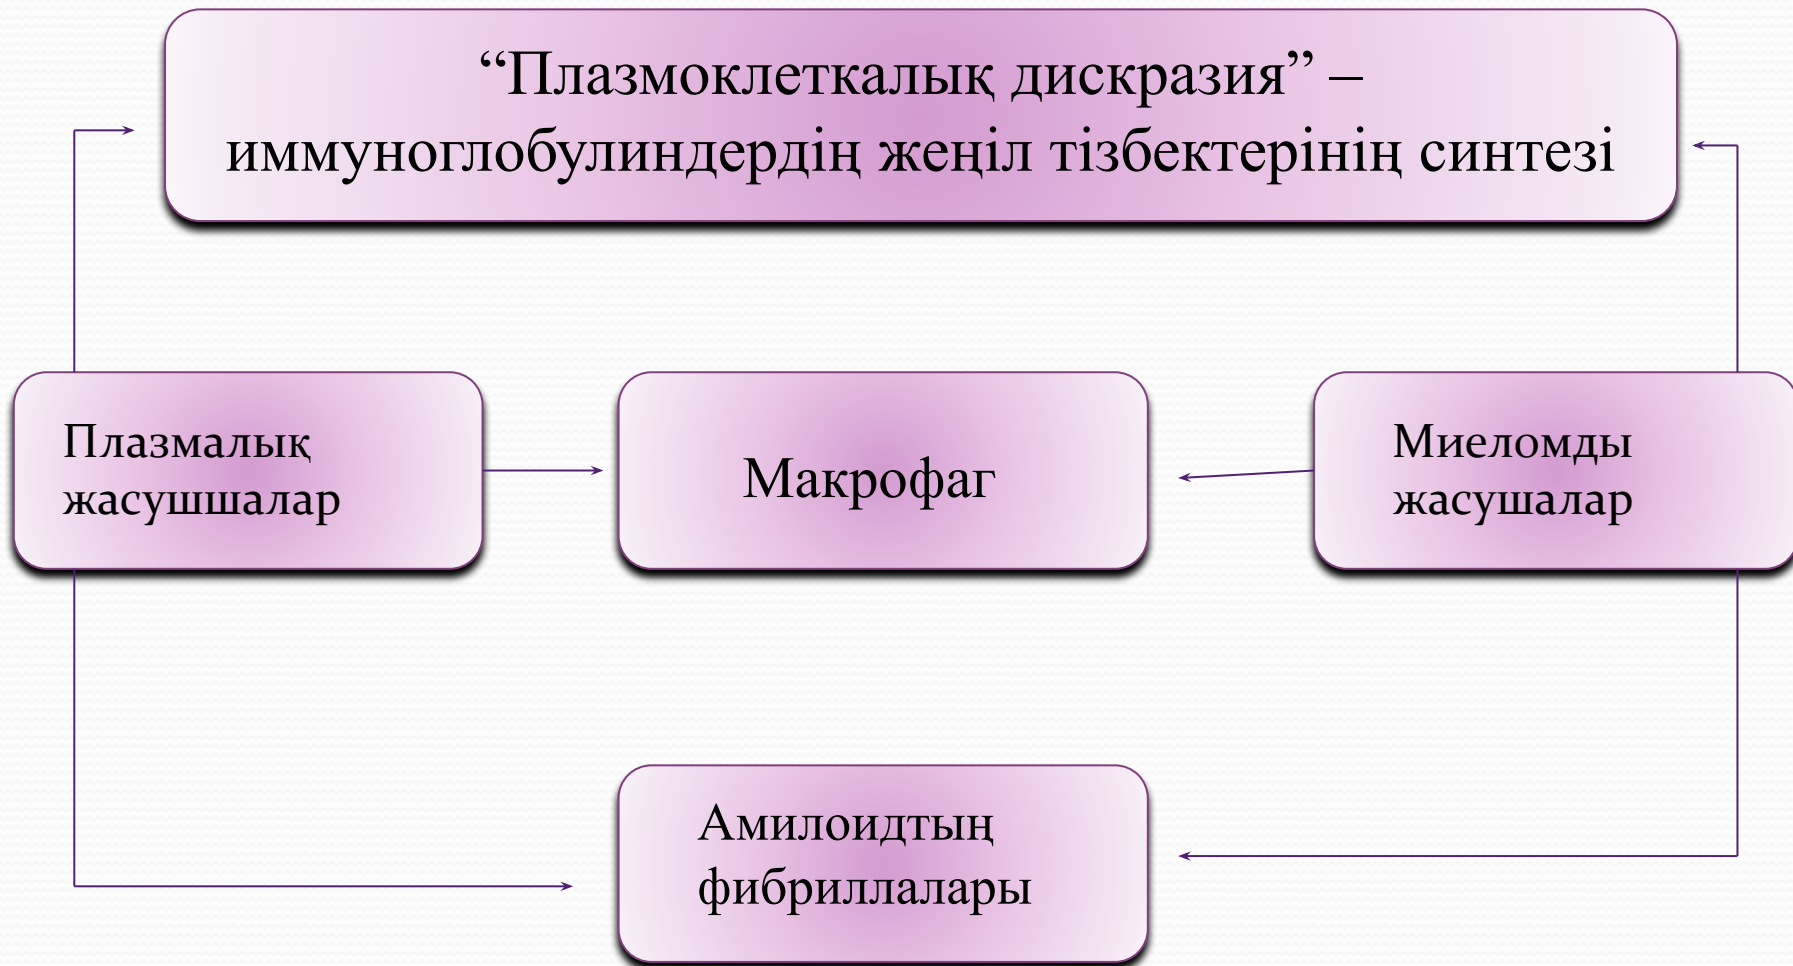 “Плазмоклеткалық дискразия” –
иммуноглобулиндердің жеңіл тізбектерінің синтезі
Плазмалық
жасушшалар
Макрофаг
Миеломды
жасушалар
Амилоидтың
фибриллалары